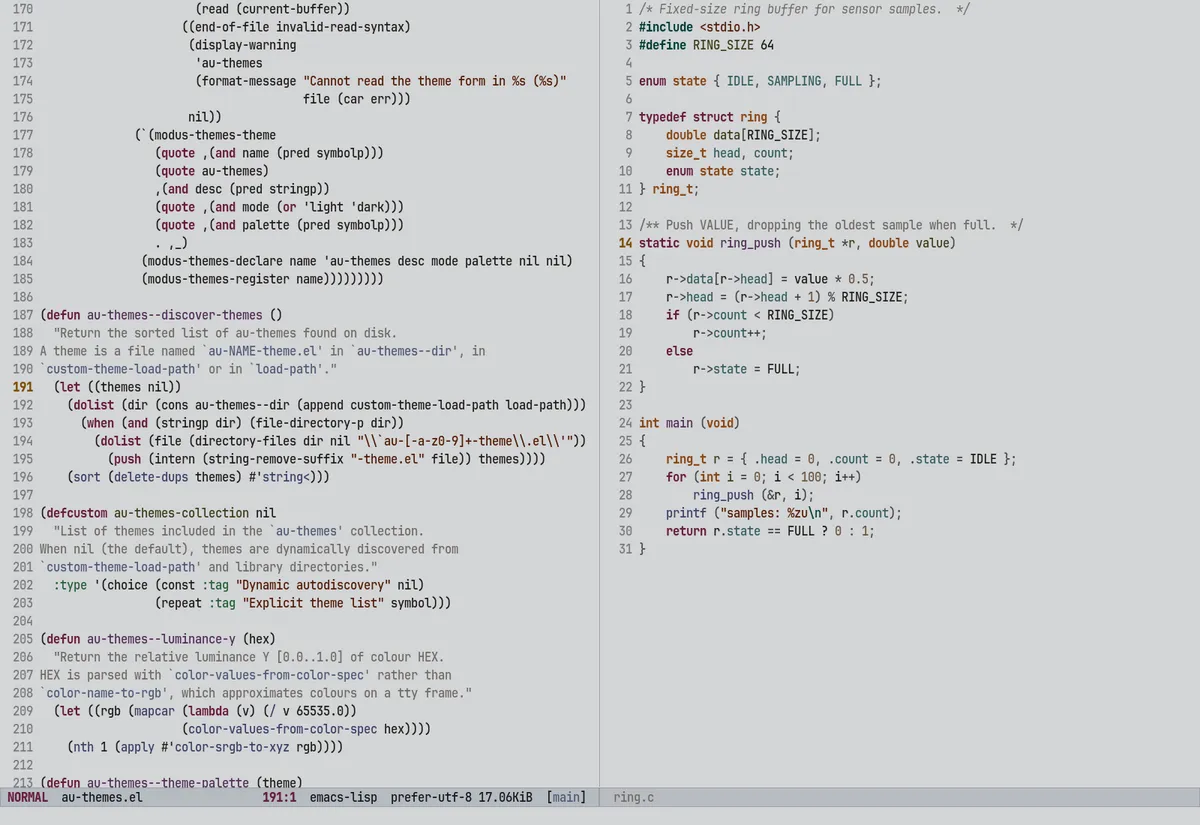 170                        (read (current-buffer))
171                      ((end-of-file invalid-read-syntax)
172                       (display-warning
173                        'au-themes
174                        (format-message "Cannot read the theme form in %s (%s)"
175                                        file (car err)))
176                       nil))
177               (`(modus-themes-theme
178                  (quote ,(and name (pred symbolp)))
179                  (quote au-themes)
180                  ,(and desc (pred stringp))
181                  (quote ,(and mode (or 'light 'dark)))
182                  (quote ,(and palette (pred symbolp)))
183                  . ,_)
184                (modus-themes-declare name 'au-themes desc mode palette nil nil)
185                (modus-themes-register name)))))))))
186
187 (defun au-themes--discover-themes ()
188   "Return the sorted list of au-themes found on disk.
189 A theme is a file named `au-NAME-theme.el' in `au-themes--dir', in
190 `custom-theme-load-path' or in `load-path'."
191   (let ((themes nil))
192     (dolist (dir (cons au-themes--dir (append custom-theme-load-path load-path)))
193       (when (and (stringp dir) (file-directory-p dir))
194         (dolist (file (directory-files dir nil "\\`au-[-a-z0-9]+-theme\\.el\\'"))
195           (push (intern (string-remove-suffix "-theme.el" file)) themes))))
196     (sort (delete-dups themes) #'string<)))
197
198 (defcustom au-themes-collection nil
199   "List of themes included in the `au-themes' collection.
200 When nil (the default), themes are dynamically discovered from
201 `custom-theme-load-path' and library directories."
202   :type '(choice (const :tag "Dynamic autodiscovery" nil)
203                  (repeat :tag "Explicit theme list" symbol)))
204
205 (defun au-themes--luminance-y (hex)
206   "Return the relative luminance Y [0.0..1.0] of colour HEX.
207 HEX is parsed with `color-values-from-color-spec' rather than
208 `color-name-to-rgb', which approximates colours on a tty frame."
209   (let ((rgb (mapcar (lambda (v) (/ v 65535.0))
210                      (color-values-from-color-spec hex))))
211     (nth 1 (apply #'color-srgb-to-xyz rgb))))
212
213 (defun au-themes--theme-palette (theme)
NORMAL  au-themes.el                  191:1  emacs-lisp  prefer-utf-8 17.06KiB  [main]
1 /* Fixed-size ring buffer for sensor samples.  */
2 #include <stdio.h>
3 #define RING_SIZE 64
4
5 enum state { IDLE, SAMPLING, FULL };
6
7 typedef struct ring {
8     double data[RING_SIZE];
9     size_t head, count;
10     enum state state;
11 } ring_t;
12
13 /** Push VALUE, dropping the oldest sample when full.  */
14 static void ring_push (ring_t *r, double value)
15 {
16     r->data[r->head] = value * 0.5;
17     r->head = (r->head + 1) % RING_SIZE;
18     if (r->count < RING_SIZE)
19         r->count++;
20     else
21         r->state = FULL;
22 }
23
24 int main (void)
25 {
26     ring_t r = { .head = 0, .count = 0, .state = IDLE };
27     for (int i = 0; i < 100; i++)
28         ring_push (&r, i);
29     printf ("samples: %zu\n", r.count);
30     return r.state == FULL ? 0 : 1;
31 }
ring.c